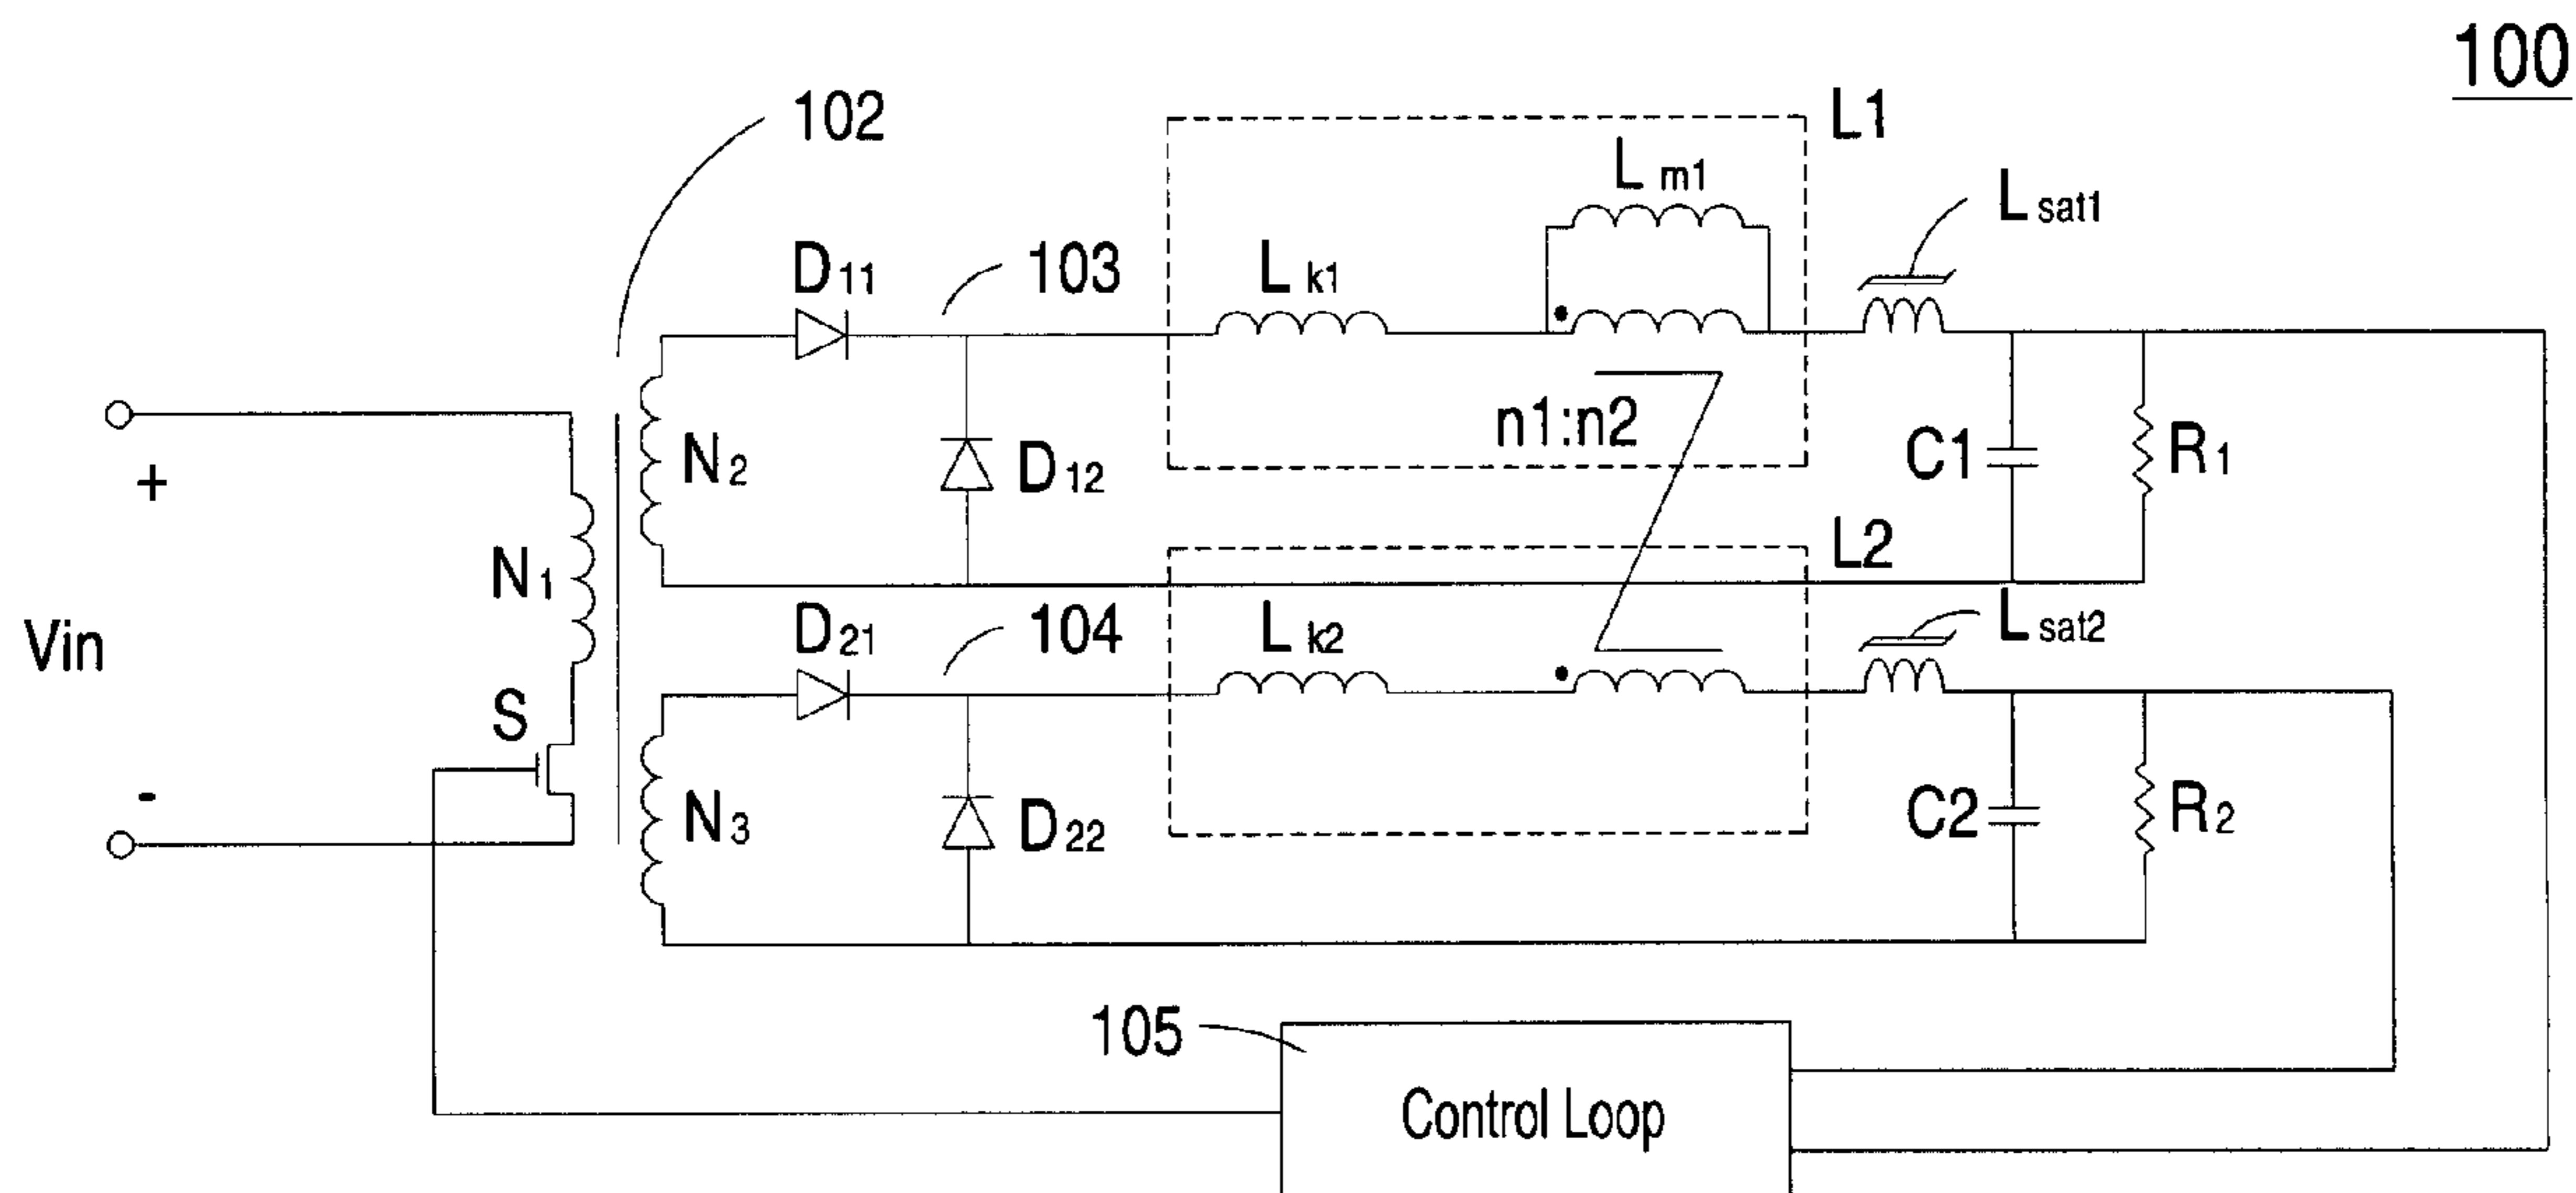 100
102
L1
Lm1
Lsat1
D11
103
Lk1
n1:n2
N2
D12
C1
R1
+
N1
L2
Vin
D21
104
Lk2
Lsat2
S
-
N3
D22
C2
R2
105
Control Loop